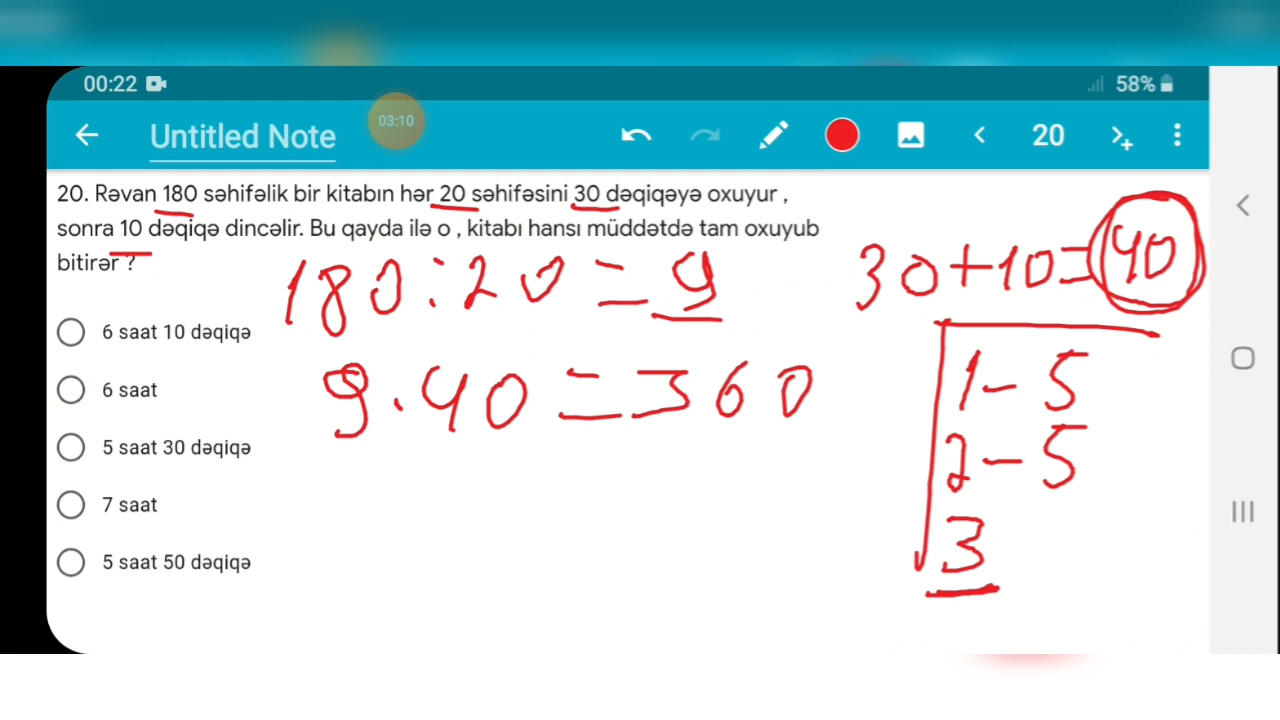 00:22 58%
Untitled Note 03:10 20
20. Rəvan 180 səhifəlik bir kitabın hər 20 səhifəsini 30 dəqiqəyə oxuyur ,
sonra 10 dəqiqə dincəlir. Bu qayda ilə o , kitabı hansı müddətdə tam oxuyub
bitirər ?
180:20=9
30+10=40
9.40=360
1-5
2-5
3
6 saat 10 dəqiqə
6 saat
5 saat 30 dəqiqə
7 saat
5 saat 50 dəqiqə